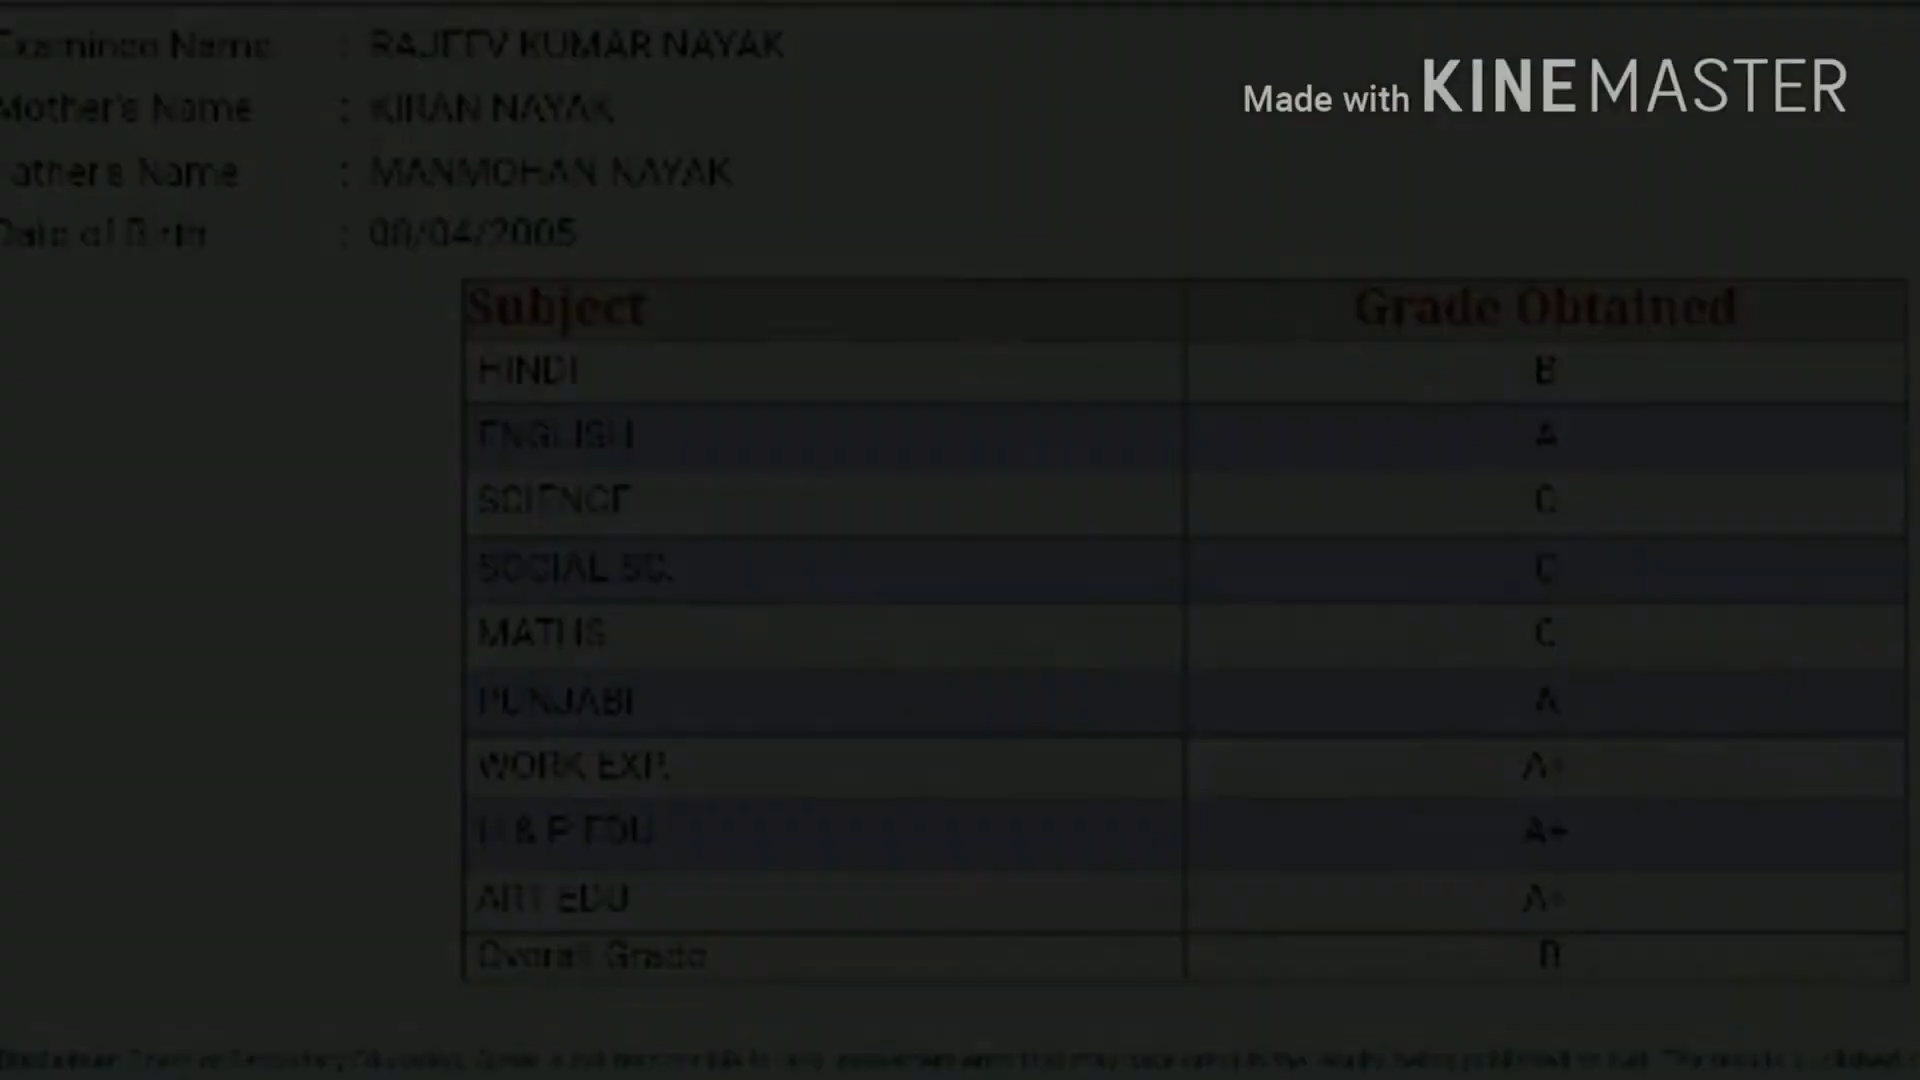 Made with KINEMASTER
Examinee Name : RAJEEV KUMAR NAYAK
Mother's Name : KIRAN NAYAK
Father's Name : MANMOHAN NAYAK
Date of Birth : 08/04/2005
Subject Grade Obtained
HINDI B
ENGLISH A
SCIENCE C
SOCIAL SC. C
MATHS C
PUNJABI A
WORK EXP. A+
H & P EDU A+
ART EDU A+
Overall Grade B